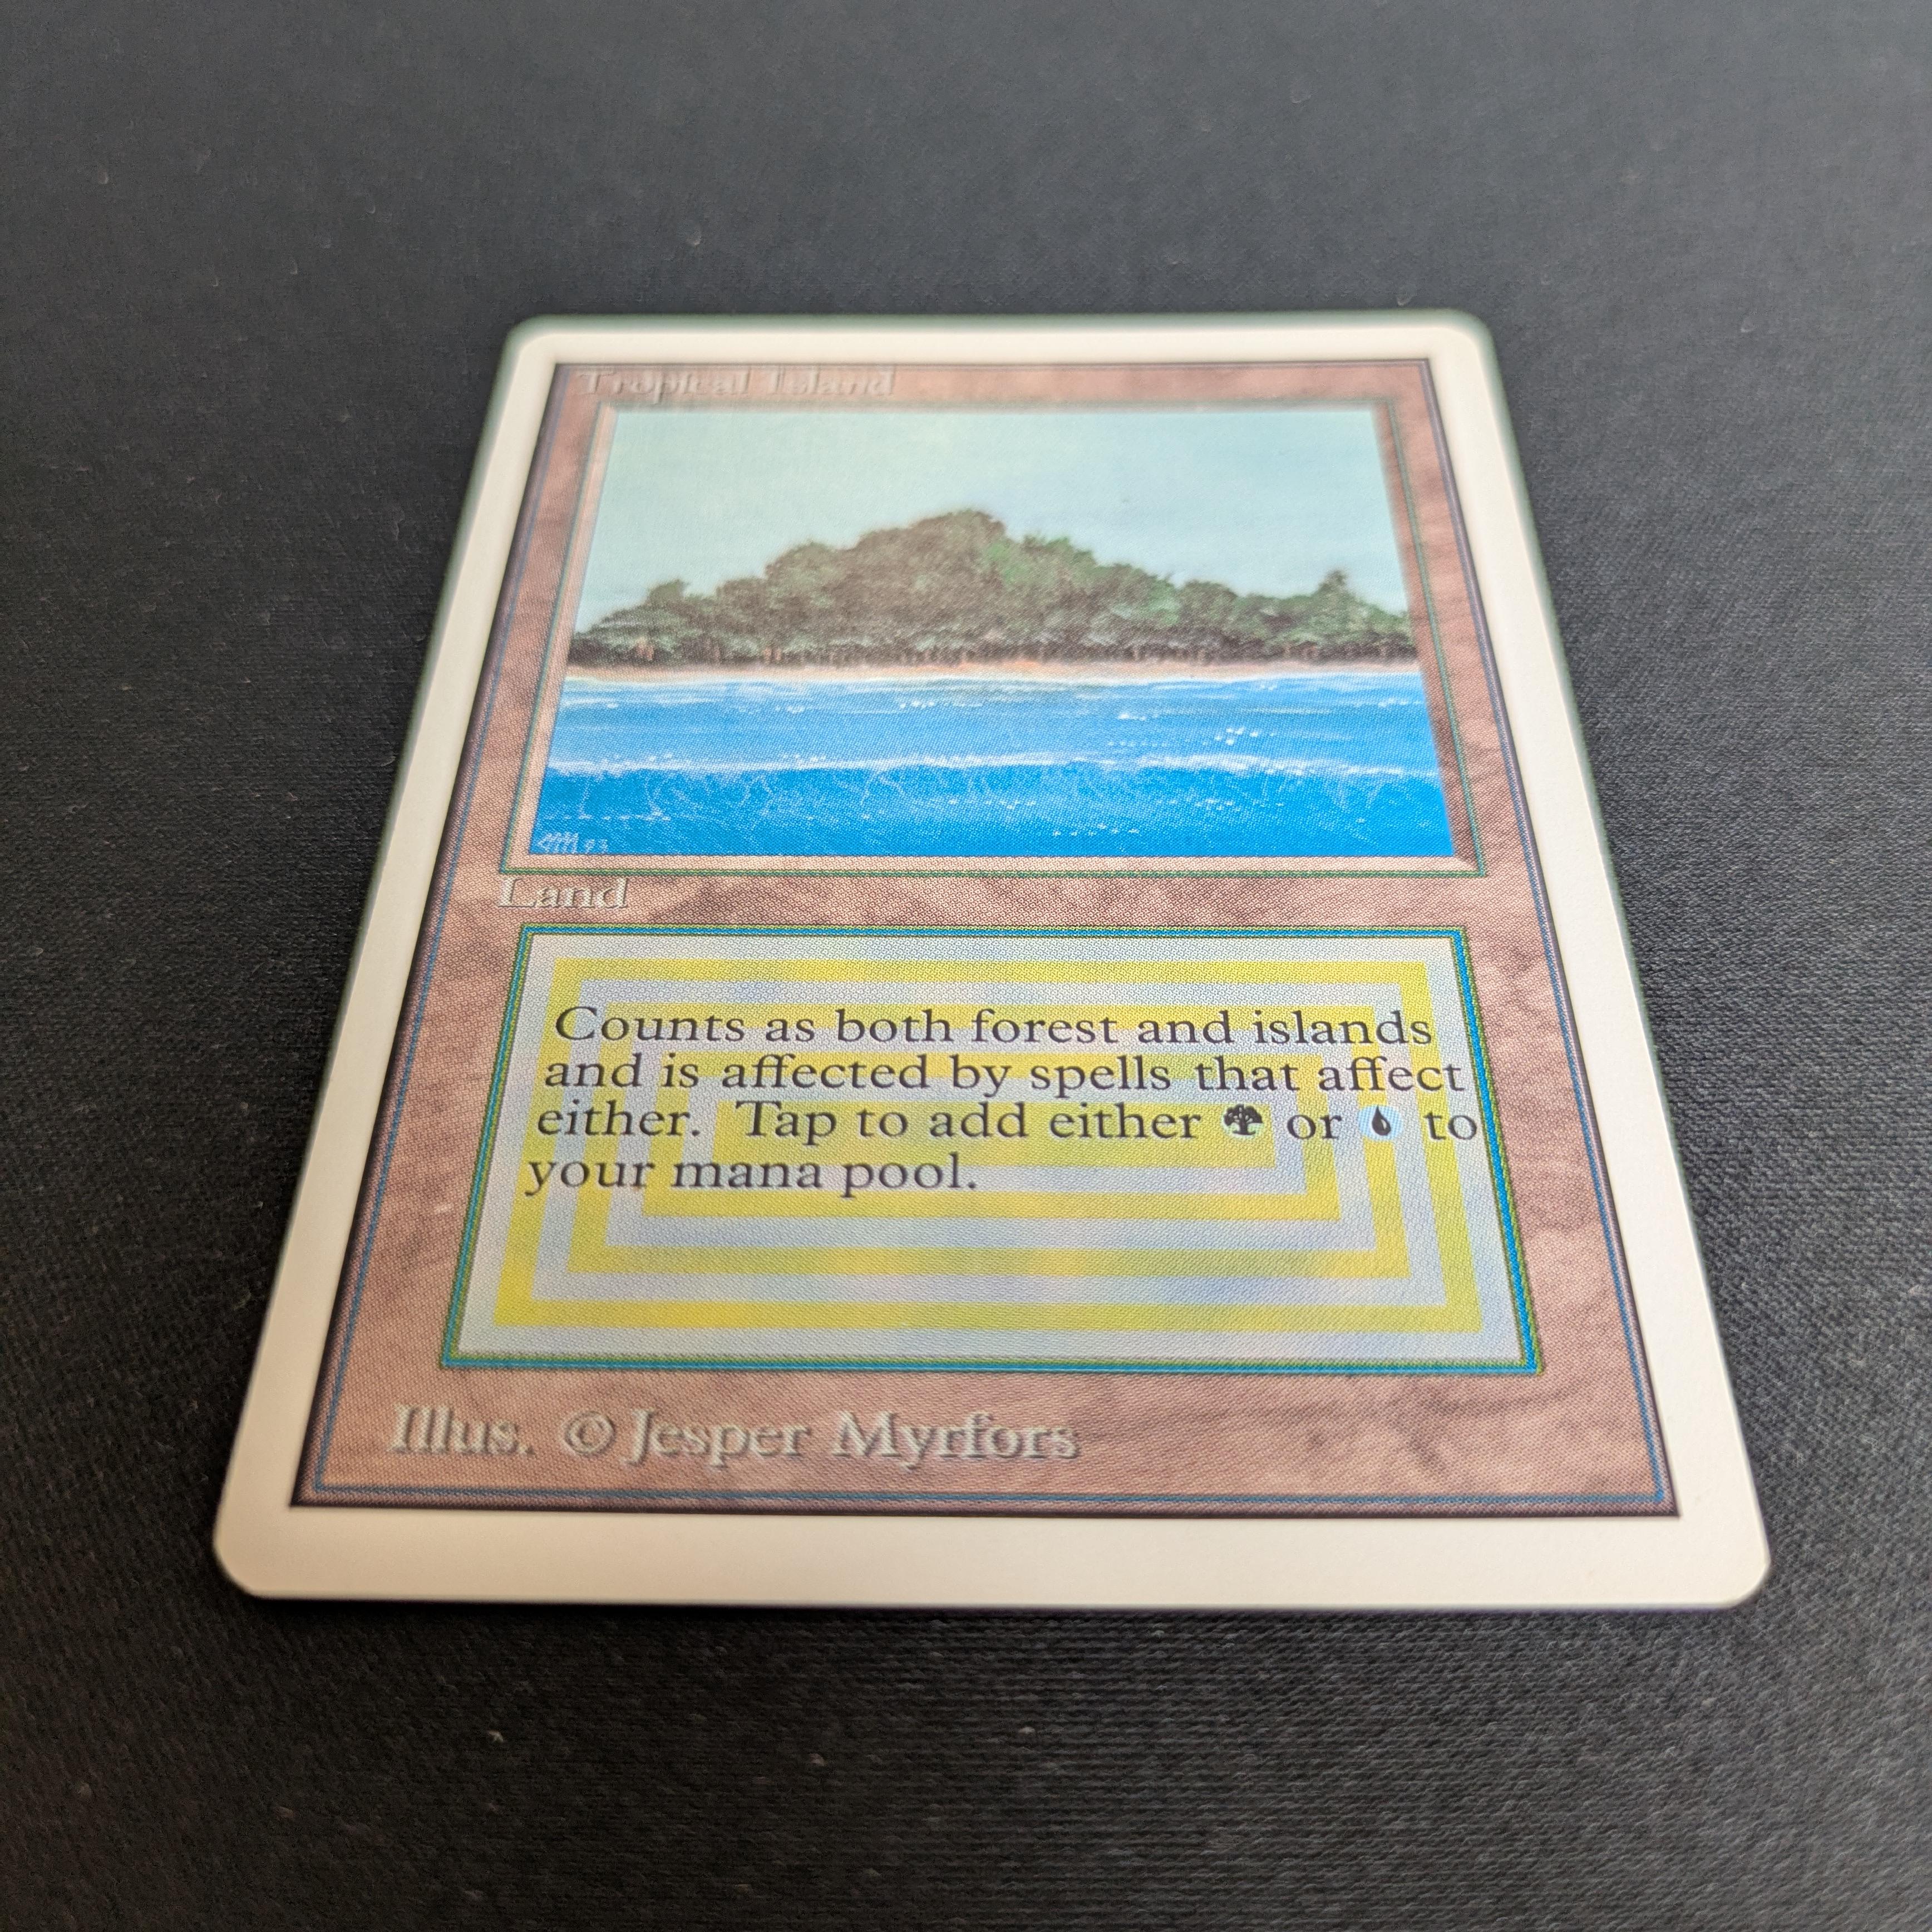 Tropical Island
Land
Counts as both forest and islands
and is affected by spells that affect
either. Tap to add either or to
your mana pool.
Illus. © Jesper Myrfors